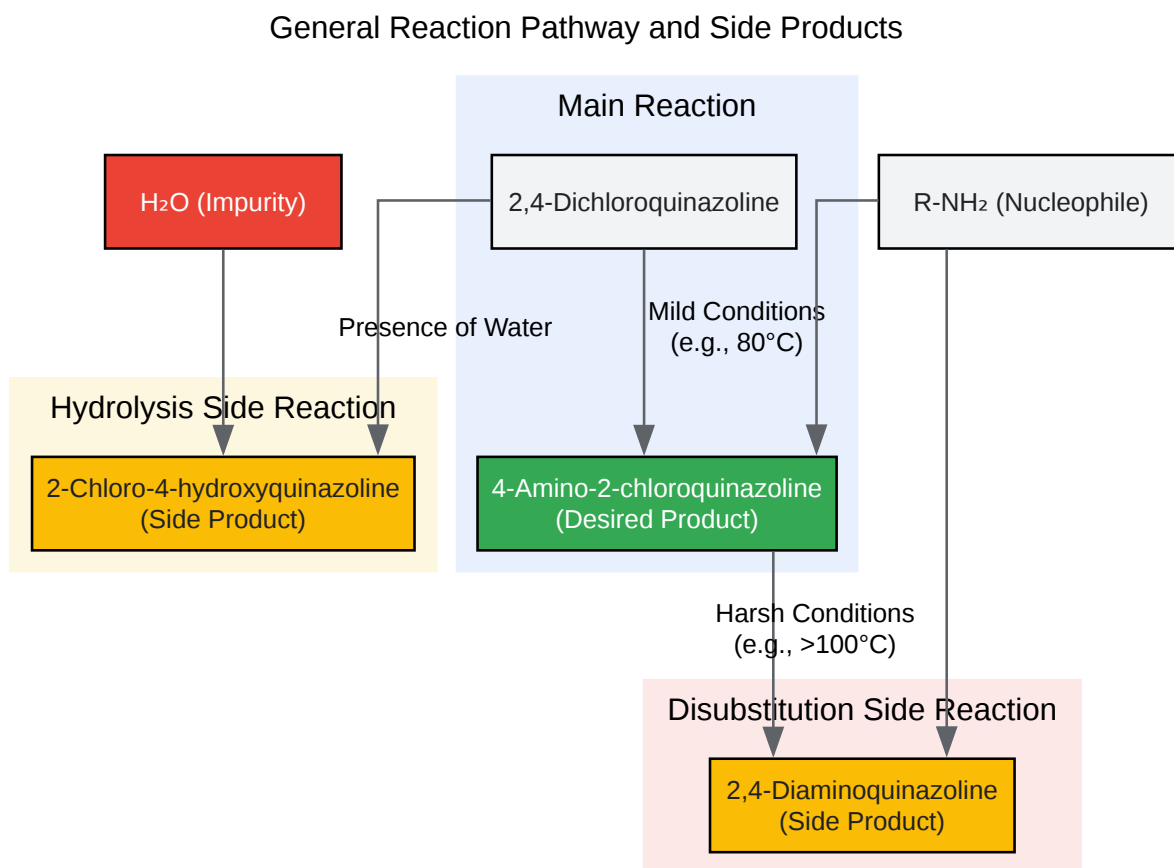 General Reaction Pathway and Side Products
Main Reaction
H₂O (Impurity)
2,4-Dichloroquinazoline
R-NH₂ (Nucleophile)
Presence of Water
Mild Conditions
(e.g., 80°C)
Hydrolysis Side Reaction
2-Chloro-4-hydroxyquinazoline
(Side Product)
4-Amino-2-chloroquinazoline
(Desired Product)
Harsh Conditions
(e.g., >100°C)
Disubstitution Side Reaction
2,4-Diaminoquinazoline
(Side Product)